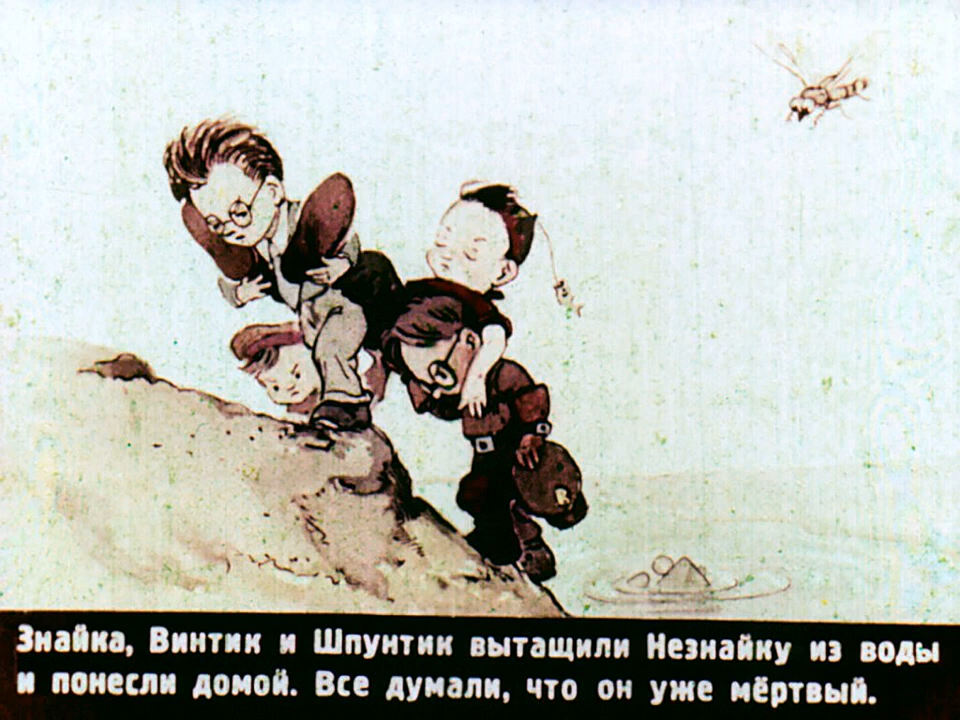 Знайка, Винтик и Шпунтик вытащили Незнайку из воды
и понесли домой. Все думали, что он уже мёртвый.